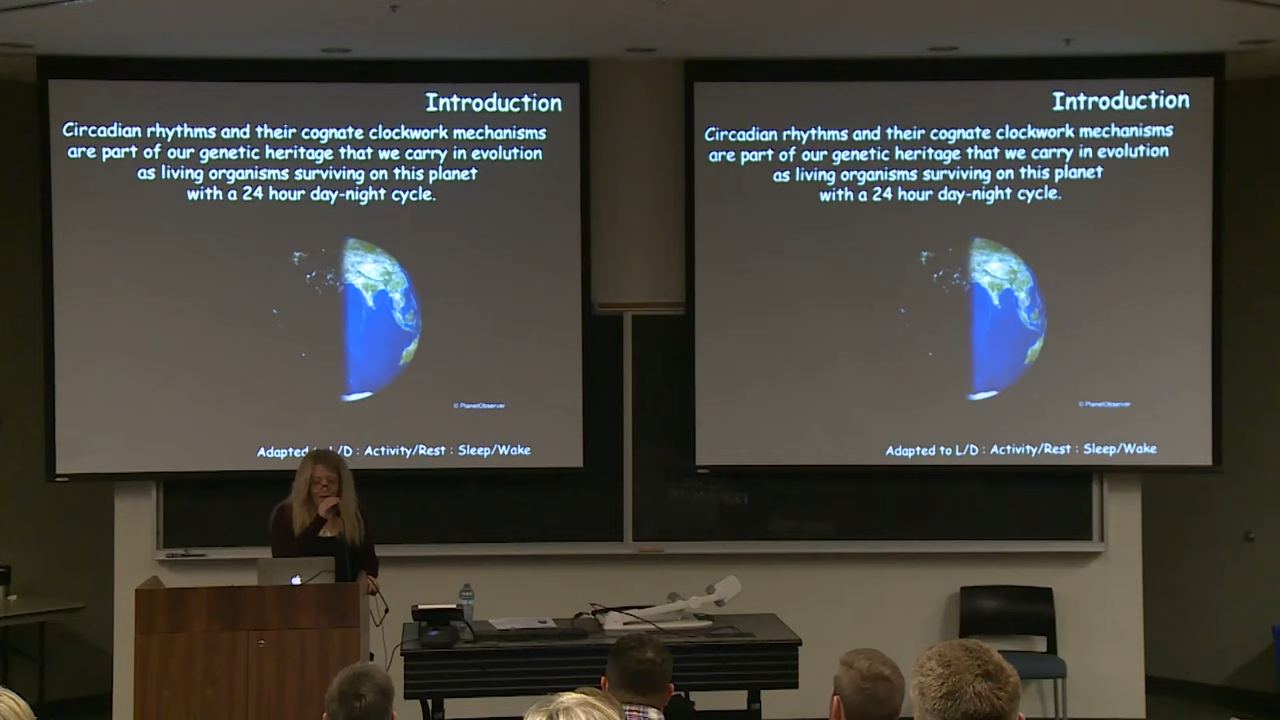 Introduction
Circadian rhythms and their cognate clockwork mechanisms
are part of our genetic heritage that we carry in evolution
as living organisms surviving on this planet
with a 24 hour day-night cycle.
© PlanetObserver
Adapted to L/D : Activity/Rest : Sleep/Wake
Introduction
Circadian rhythms and their cognate clockwork mechanisms
are part of our genetic heritage that we carry in evolution
as living organisms surviving on this planet
with a 24 hour day-night cycle.
© PlanetObserver
Adapted to L/D : Activity/Rest : Sleep/Wake